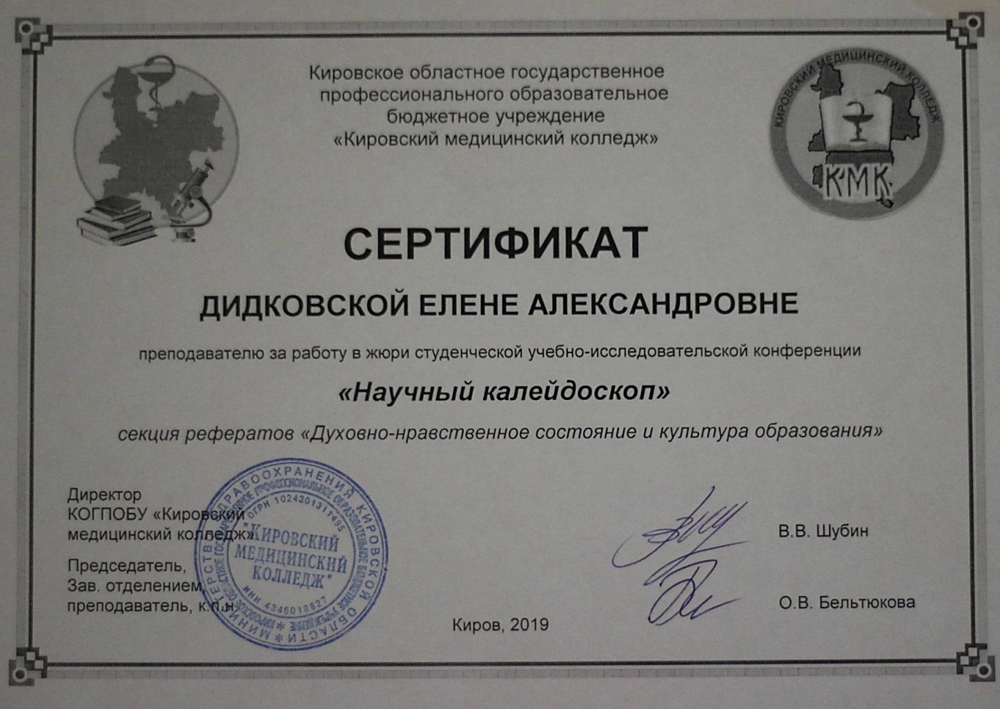 Кировское областное государственное
профессионального образовательное
бюджетное учреждение
«Кировский медицинский колледж»
КИРОВСКИЙ МЕДИЦИНСКИЙ КОЛЛЕДЖ
КМК
СЕРТИФИКАТ
ДИДКОВСКОЙ ЕЛЕНЕ АЛЕКСАНДРОВНЕ
преподавателю за работу в жюри студенческой учебно-исследовательской конференции
«Научный калейдоскоп»
секция рефератов «Духовно-нравственное состояние и культура образования»
Директор
КОГПОБУ «Кировский
медицинский колледж»
В.В. Шубин
Председатель,
Зав. отделением,
преподаватель, к.п.н.
О.В. Бельтюкова
МИНИСТЕРСТВО ЗДРАВООХРАНЕНИЯ КИРОВСКОЙ ОБЛАСТИ
КИРОВСКОЕ ОБЛАСТНОЕ ГОСУДАРСТВЕННОЕ ПРОФЕССИОНАЛЬНОЕ ОБРАЗОВАТЕЛЬНОЕ БЮДЖЕТНОЕ УЧРЕЖДЕНИЕ
ОГРН 1024301311495
"КИРОВСКИЙ
МЕДИЦИНСКИЙ
КОЛЛЕДЖ"
ИНН 4346018827
Киров, 2019